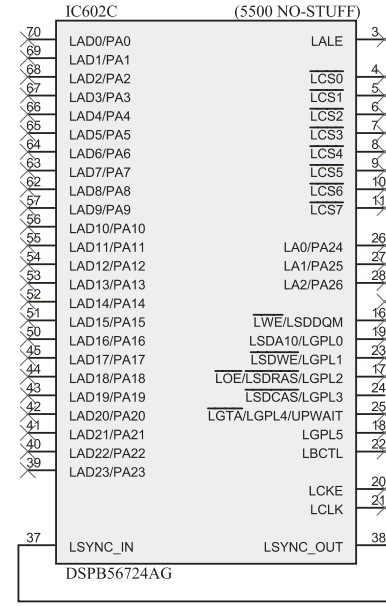 IC602C (5500 NO-STUFF)
70 LAD0/PA0 LALE 3
69 LAD1/PA1
68 LAD2/PA2 LCS0 4
67 LAD3/PA3 LCS1 5
66 LAD4/PA4 LCS2 6
65 LAD5/PA5 LCS3 7
64 LAD6/PA6 LCS4 8
63 LAD7/PA7 LCS5 9
62 LAD8/PA8 LCS6 10
57 LAD9/PA9 LCS7 11
56 LAD10/PA10
55 LAD11/PA11 LA0/PA24 26
54 LAD12/PA12 LA1/PA25 27
53 LAD13/PA13 LA2/PA26 28
52 LAD14/PA14
51 LAD15/PA15 LWE/LSDDQM 16
50 LAD16/PA16 LSDA10/LGPL0 19
45 LAD17/PA17 LSDWE/LGPL1 23
44 LAD18/PA18 LOE/LSDRAS/LGPL2 17
43 LAD19/PA19 LSDCAS/LGPL3 24
42 LAD20/PA20 LGTA/LGPL4/UPWAIT 25
41 LAD21/PA21 LGPL5 18
40 LAD22/PA22 LBCTL 22
39 LAD23/PA23
LCKE 20
LCLK 21
37 LSYNC_IN LSYNC_OUT 38
DSPB56724AG